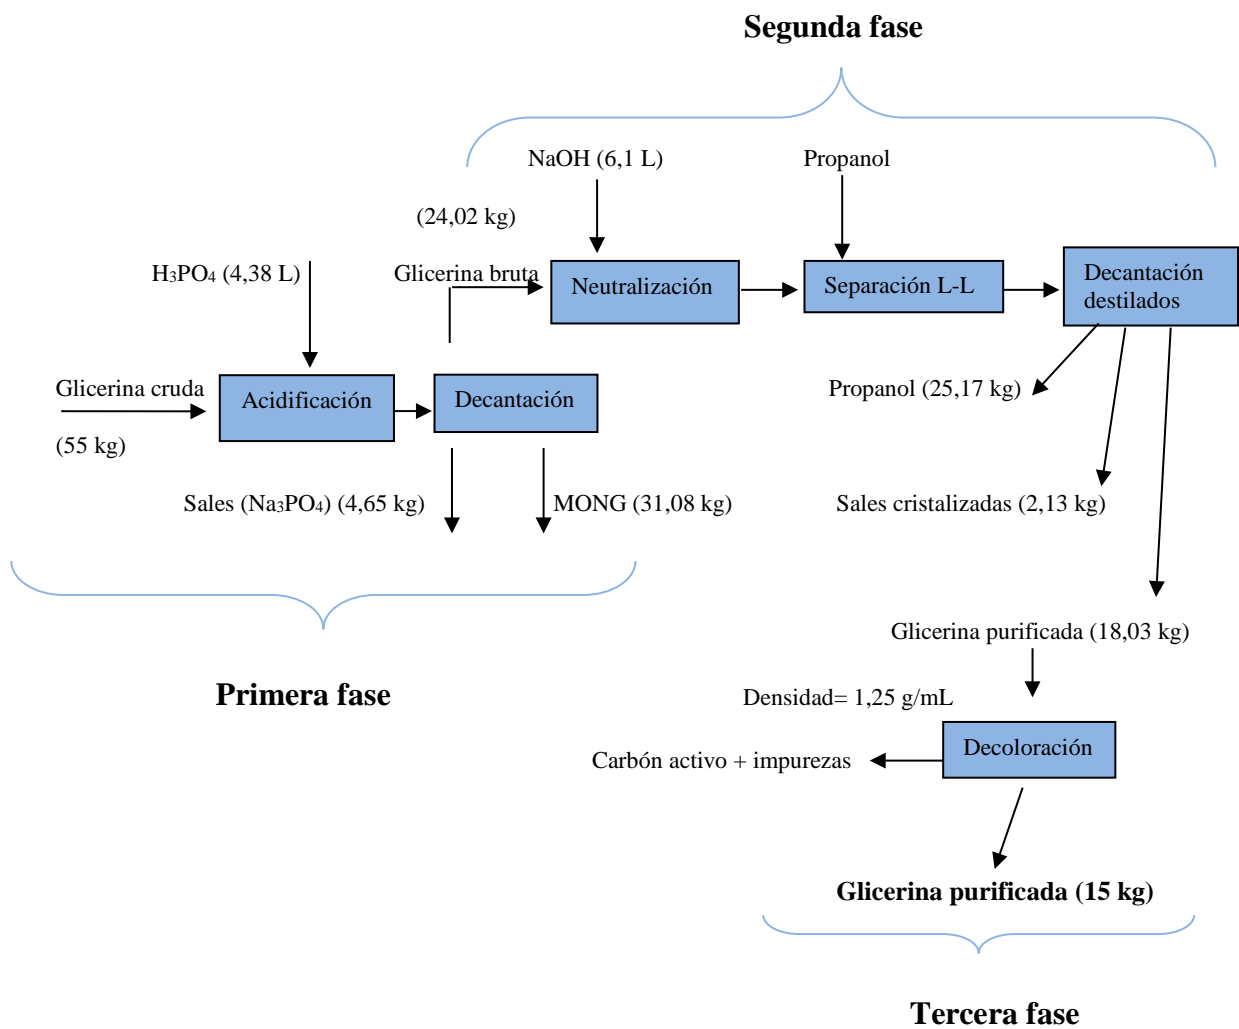 Segunda fase
NaOH (6,1 L)
Propanol
(24,02 kg)
H₃PO₄ (4,38 L)
Glicerina bruta
Neutralización
Separación L-L
Decantación
destilados
Glicerina cruda
Acidificación
Decantación
Propanol (25,17 kg)
(55 kg)
Sales (Na₃PO₄) (4,65 kg)
MONG (31,08 kg)
Sales cristalizadas (2,13 kg)
Glicerina purificada (18,03 kg)
Primera fase
Densidad= 1,25 g/mL
Decoloración
Carbón activo + impurezas
Glicerina purificada (15 kg)
Tercera fase